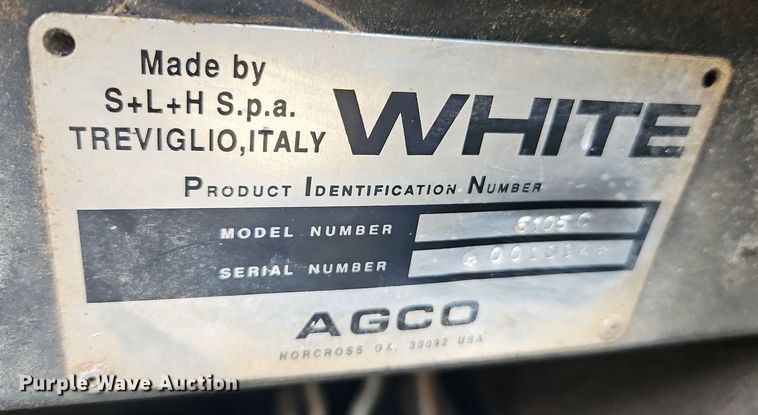 Made by
S+L+H S.p.a.
TREVIGLIO,ITALY
WHITE
PRODUCT IDENTIFICATION NUMBER
MODEL NUMBER 6105 C
SERIAL NUMBER
AGCO
NORCROSS GA. 30092 USA
Purple Wave Auction